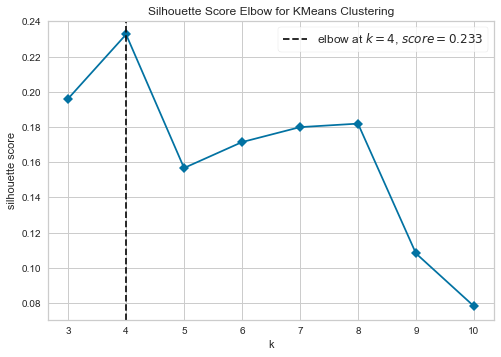 Silhouette Score Elbow for KMeans Clustering
elbow at k = 4, score = 0.233
0.24
0.22
0.20
0.18
0.16
0.14
0.12
0.10
0.08
silhouette score
3 4 5 6 7 8 9 10
k